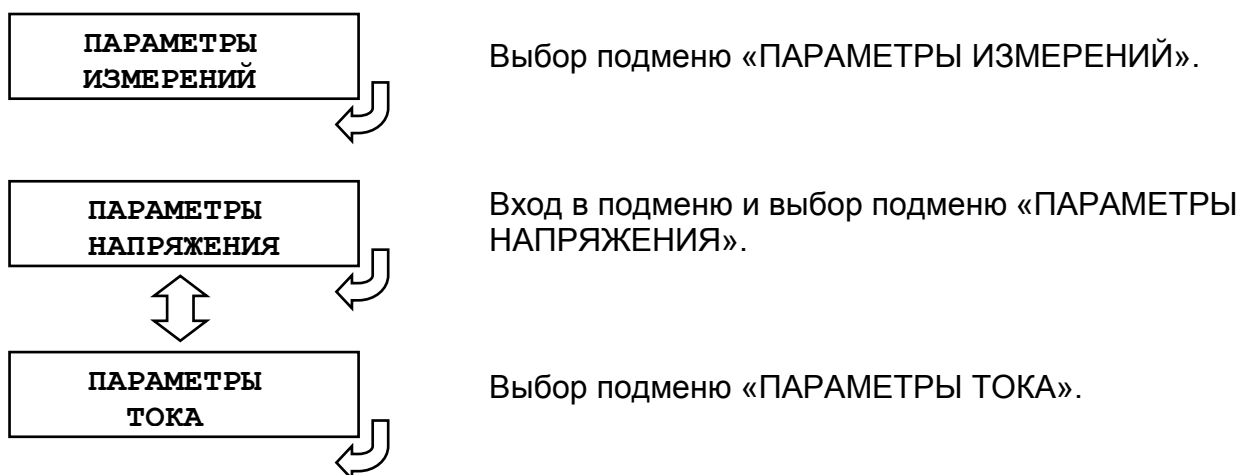 ПАРАМЕТРЫ
ИЗМЕРЕНИЙ
Выбор подменю «ПАРАМЕТРЫ ИЗМЕРЕНИЙ».
ПАРАМЕТРЫ
НАПРЯЖЕНИЯ
Вход в подменю и выбор подменю «ПАРАМЕТРЫ
НАПРЯЖЕНИЯ».
ПАРАМЕТРЫ
ТОКА
Выбор подменю «ПАРАМЕТРЫ ТОКА».